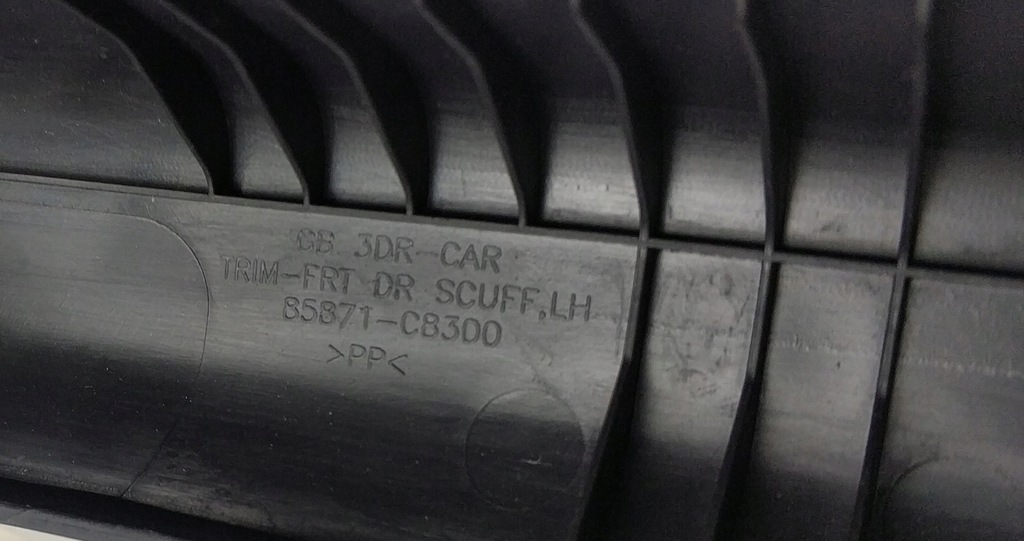 GB 3DR-CAR
TRIM-FRT DR SCUFF,LH
85871-C8300
>PP<